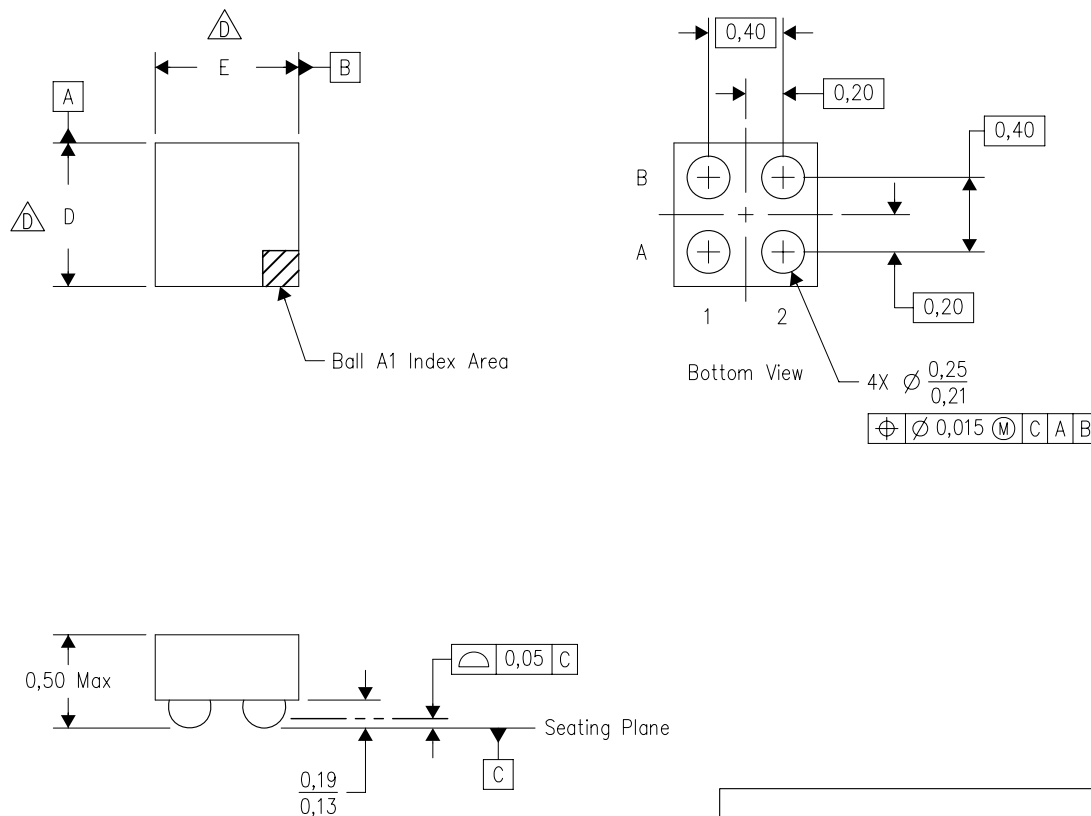 D
E
B
A
D
D
Ball A1 Index Area
0,40
0,20
0,40
B
A
0,20
1 2
Bottom View
4X Ø 0,25
0,21
⌖ Ø 0,015 Ⓜ C A B
0,50 Max
⌓ 0,05 C
Seating Plane
C
0,19
0,13